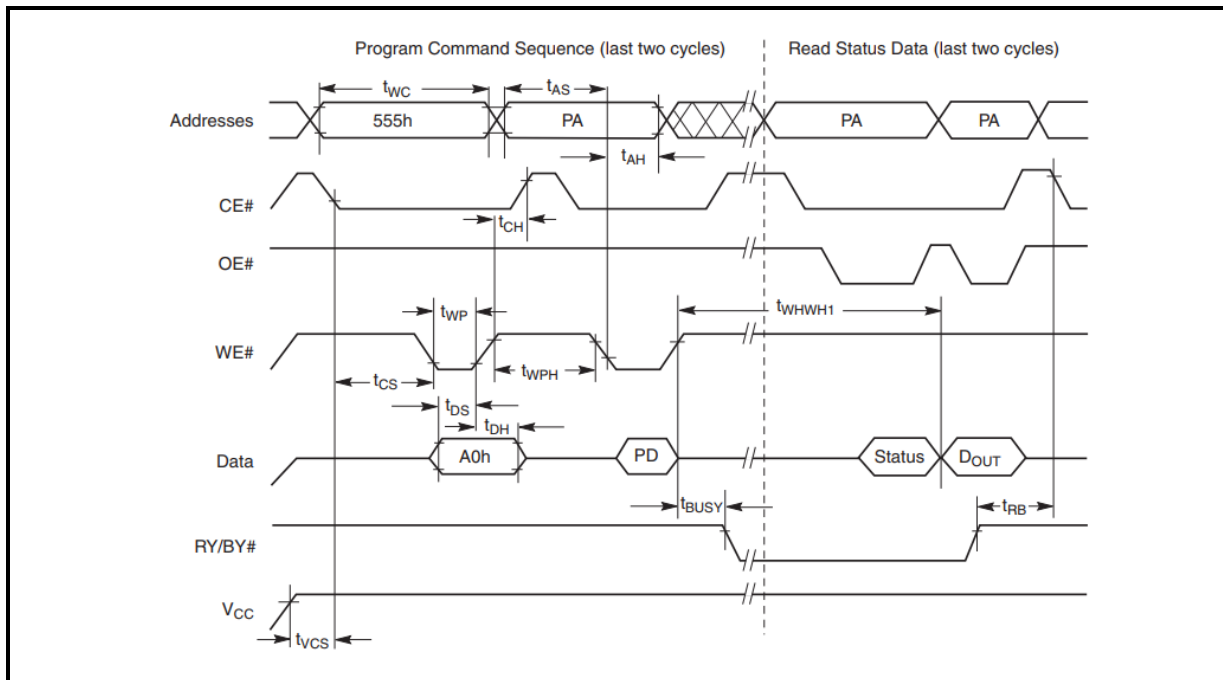 Program Command Sequence (last two cycles) Read Status Data (last two cycles)
tWC tAS
Addresses 555h PA PA PA
tAH
CE#
tCH
OE#
tWP tWHWH1
WE#
tCS tWPH
tDS
tDH
Data A0h PD Status DOUT
tBUSY tRB
RY/BY#
VCC
tVCS